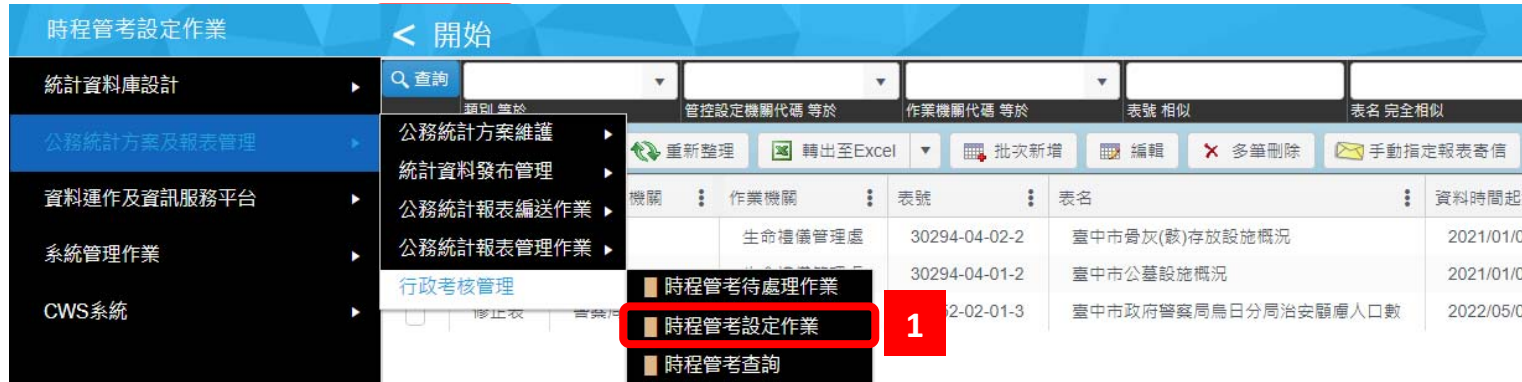 時程管考設定作業
< 開始
統計資料庫設計
公務統計方案及報表管理
資料運作及資訊服務平台
系統管理作業
CWS系統
查詢
類別 等於
管控設定機關代碼 等於
作業機關代碼 等於
表號 相似
表名 完全相似
公務統計方案維護
統計資料發布管理
公務統計報表編送作業
公務統計報表管理作業
行政考核管理
重新整理
轉出至Excel
批次新增
編輯
多筆刪除
手動指定報表寄信
機關
作業機關
表號
表名
資料時間起
生命禮儀管理處
30294-04-02-2
臺中市骨灰(骸)存放設施概況
2021/01/0
30294-04-01-2
臺中市公墓設施概況
2021/01/0
修正表
2-02-01-3
臺中市政府警察局烏日分局治安顧慮人口數
2022/05/0
時程管考待處理作業
時程管考設定作業
1
時程管考查詢